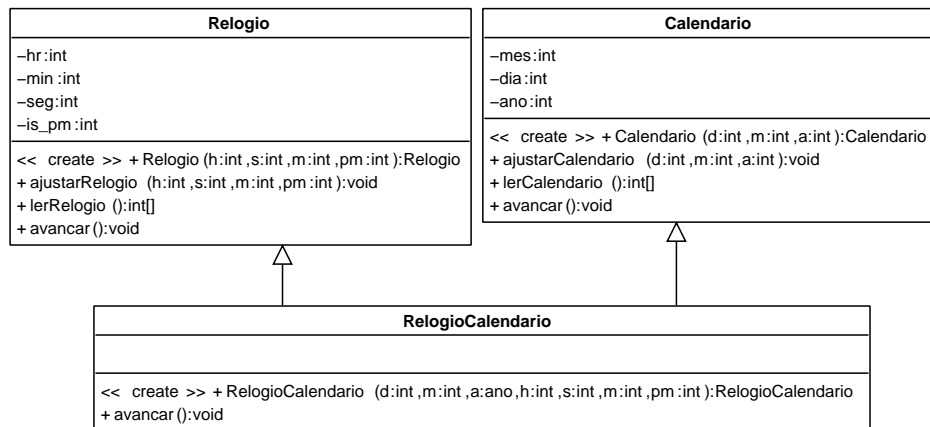 Relogio
−hr:int
−min :int
−seg:int
−is_pm:int
<< create >> + Relogio (h:int ,s:int ,m:int ,pm :int ):Relogio
+ ajustarRelogio (h:int ,s:int ,m:int ,pm :int ):void
+ lerRelogio ():int[]
+ avancar ():void
Calendario
−mes:int
−dia:int
−ano:int
<< create >> + Calendario (d:int ,m:int ,a:int ):Calendario
+ ajustarCalendario (d:int ,m:int ,a:int ):void
+ lerCalendario ():int[]
+ avancar ():void
RelogioCalendario
<< create >> + RelogioCalendario (d:int ,m:int ,a:ano ,h:int ,s:int ,m:int ,pm :int ):RelogioCalendario
+ avancar ():void